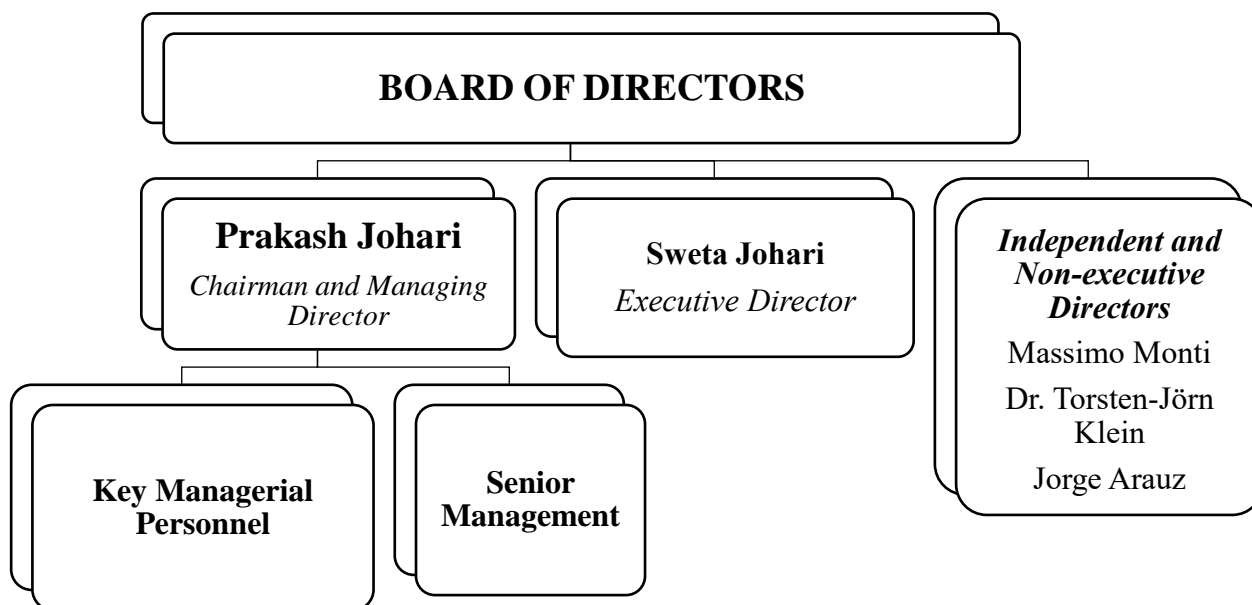 BOARD OF DIRECTORS
Prakash Johari
Chairman and Managing
Director
Sweta Johari
Executive Director
Independent and
Non-executive
Directors
Massimo Monti
Dr. Torsten-Jörn
Klein
Jorge Arauz
Key Managerial
Personnel
Senior
Management